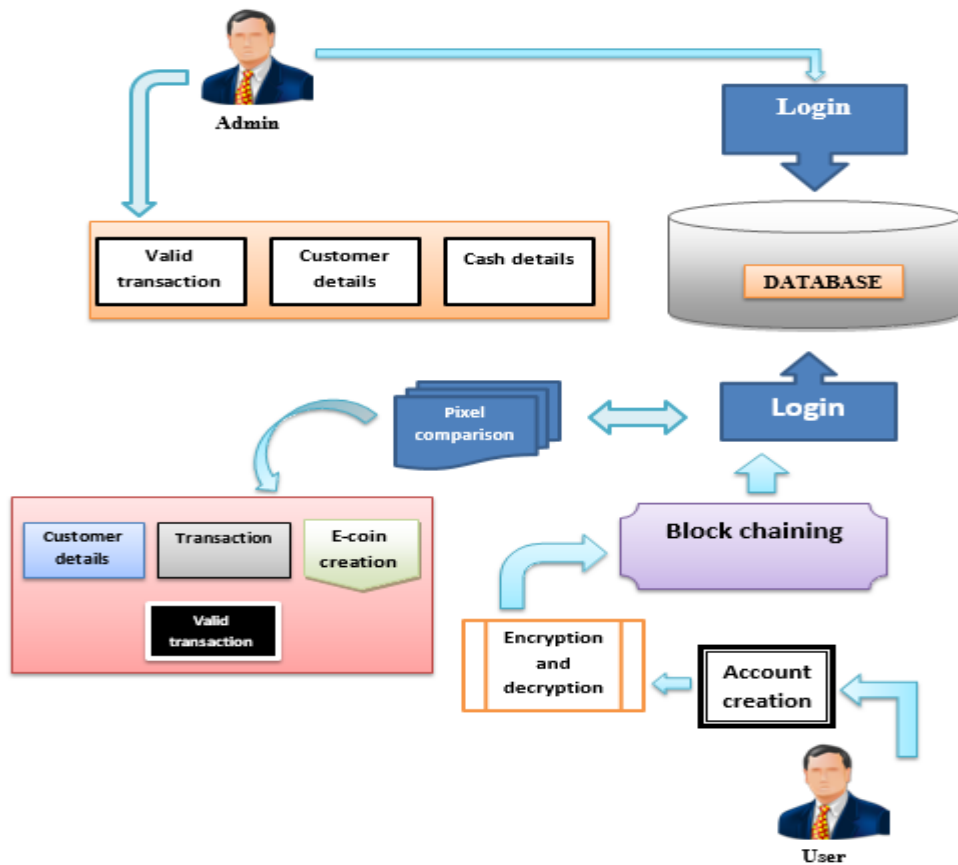 Admin
Login
Valid
transaction
Customer
details
Cash details
DATABASE
Login
Pixel
comparison
Customer
details
Transaction
E-coin
creation
Valid
transaction
Block chaining
Encryption
and
decryption
Account
creation
User